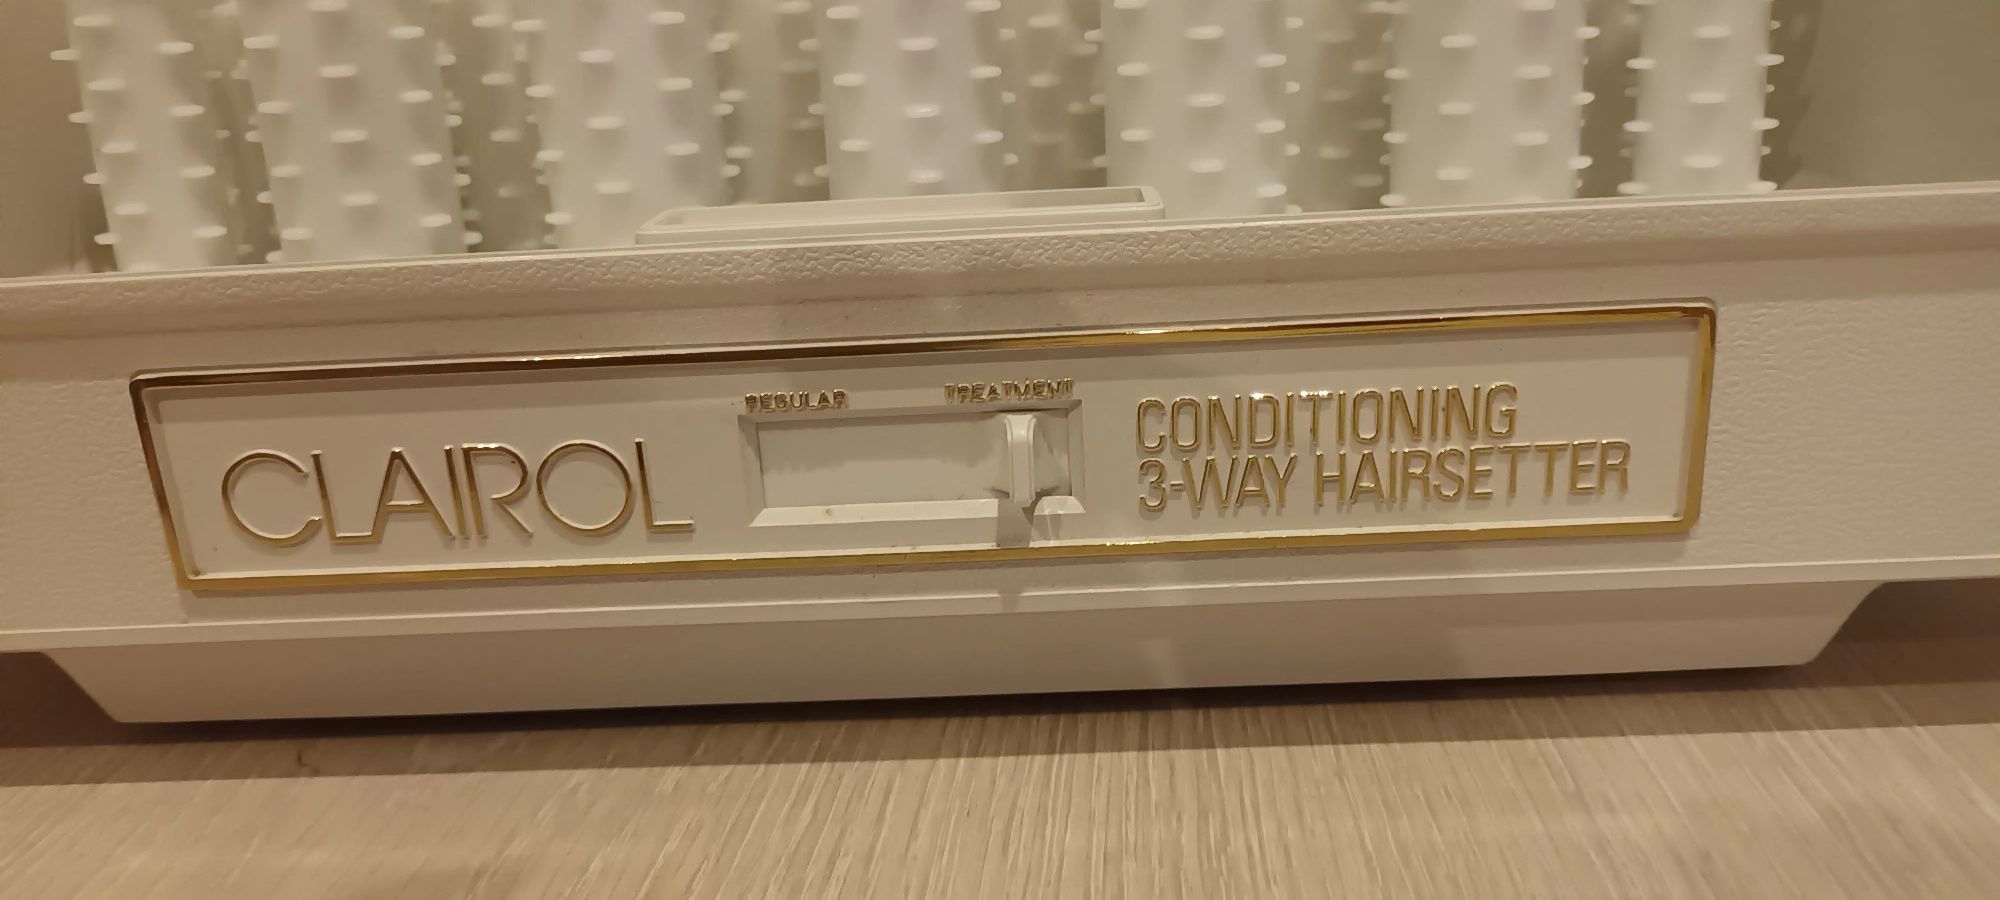 CLAIROL
REGULAR
TREATMENT
CONDITIONING
3-WAY HAIRSETTER